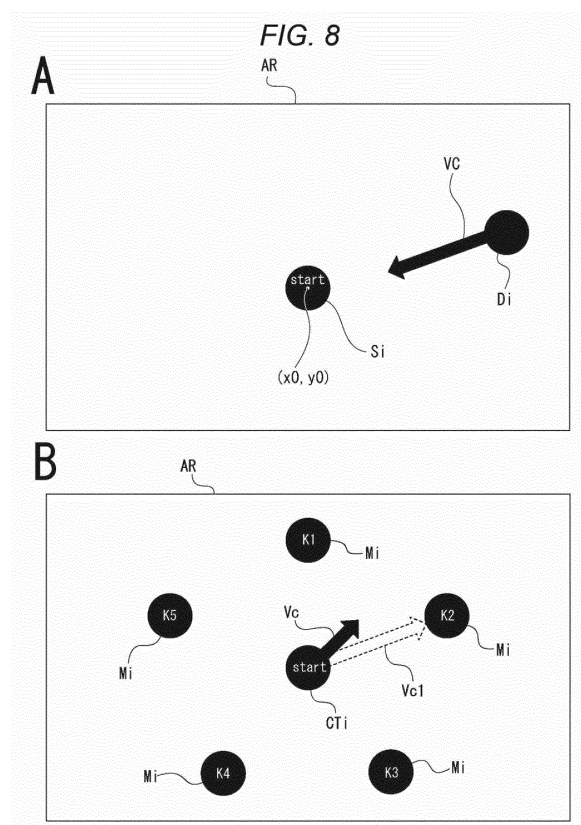 FIG. 8
A
AR
VC
Di
start
Si
(x0, y0)
B
AR
K1
Mi
K5
Vc
K2
Mi
Mi
start
Vc1
CTi
Mi
K4
K3
Mi